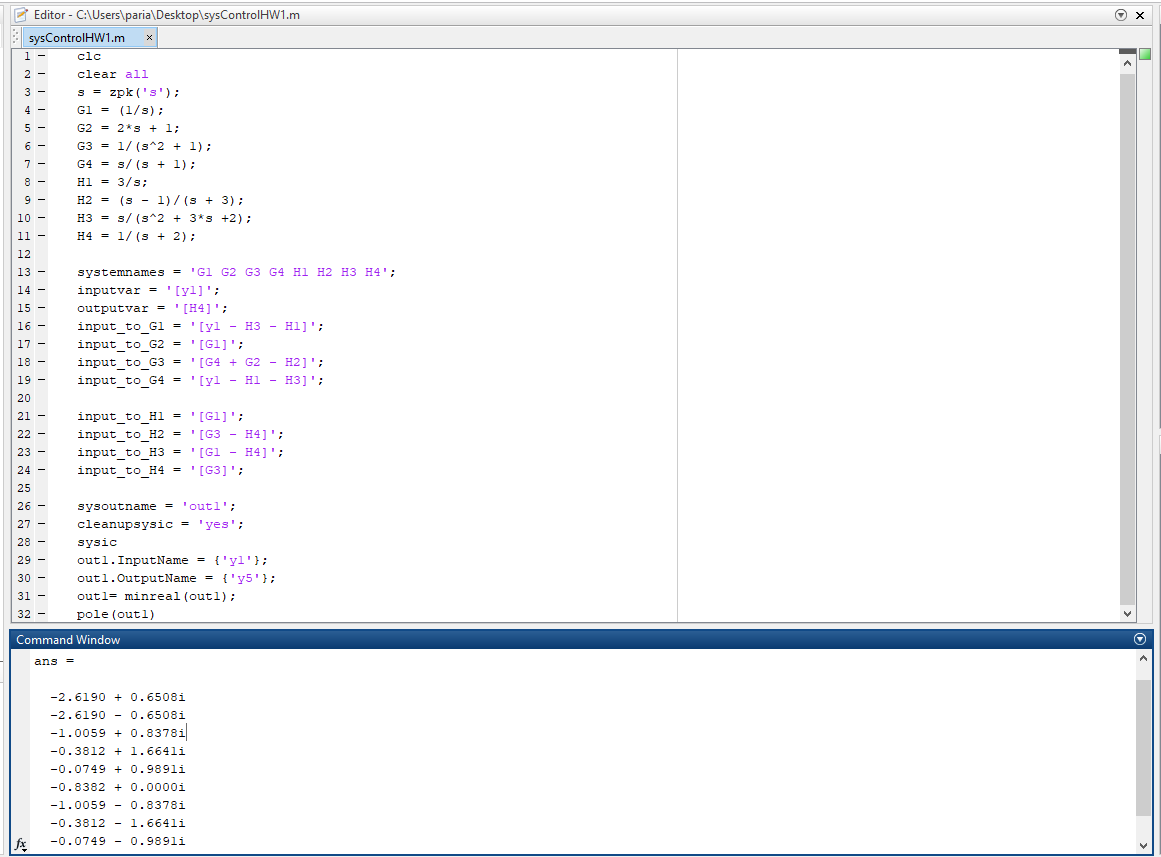 Editor - C:\Users\paria\Desktop\sysControlHW1.m
sysControlHW1.m ×
1 - clc
2 - clear all
3 - s = zpk('s');
4 - G1 = (1/s);
5 - G2 = 2*s + 1;
6 - G3 = 1/(s^2 + 1);
7 - G4 = s/(s + 1);
8 - H1 = 3/s;
9 - H2 = (s - 1)/(s + 3);
10 - H3 = s/(s^2 + 3*s +2);
11 - H4 = 1/(s + 2);
12
13 - systemnames = 'G1 G2 G3 G4 H1 H2 H3 H4';
14 - inputvar = '[y1]';
15 - outputvar = '[H4]';
16 - input_to_G1 = '[y1 - H3 - H1]';
17 - input_to_G2 = '[G1]';
18 - input_to_G3 = '[G4 + G2 - H2]';
19 - input_to_G4 = '[y1 - H1 - H3]';
20
21 - input_to_H1 = '[G1]';
22 - input_to_H2 = '[G3 - H4]';
23 - input_to_H3 = '[G1 - H4]';
24 - input_to_H4 = '[G3]';
25
26 - sysoutname = 'out1';
27 - cleanupsysic = 'yes';
28 - sysic
29 - out1.InputName = {'y1'};
30 - out1.OutputName = {'y5'};
31 - out1= minreal(out1);
32 - pole(out1)
Command Window
ans =
-2.6190 + 0.6508i
-2.6190 - 0.6508i
-1.0059 + 0.8378i
-0.3812 + 1.6641i
-0.0749 + 0.9891i
-0.8382 + 0.0000i
-1.0059 - 0.8378i
-0.3812 - 1.6641i
fx -0.0749 - 0.9891i